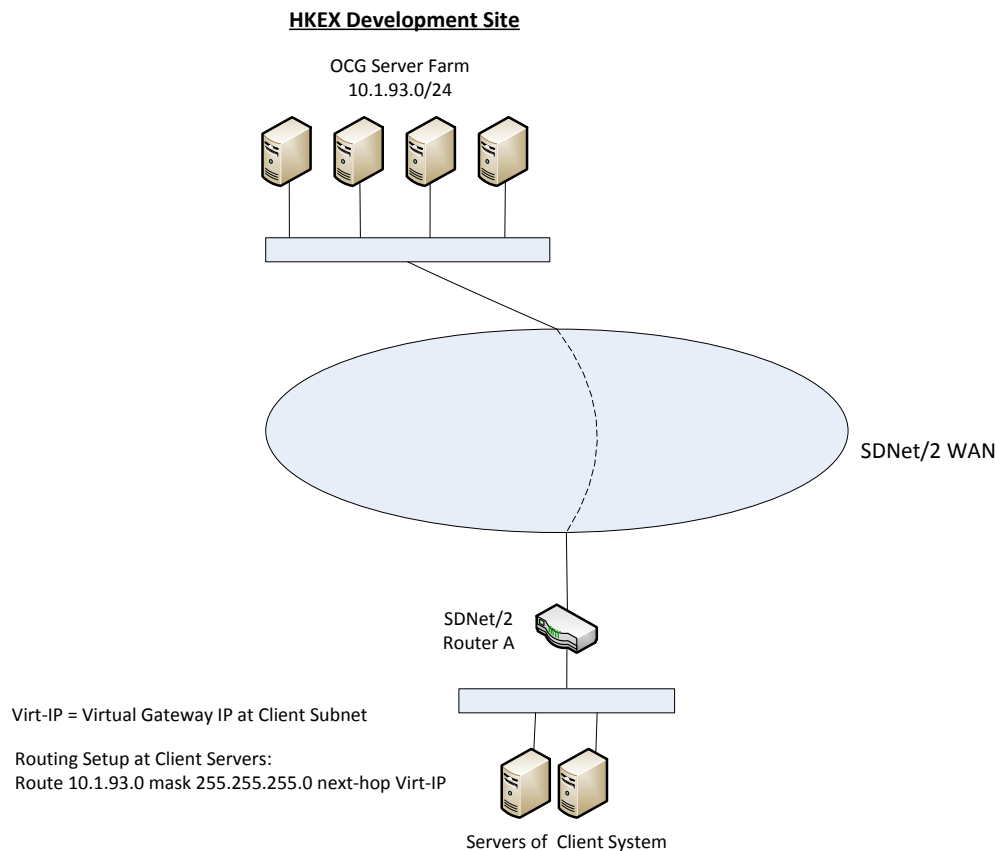 HKEX Development Site
OCG Server Farm
10.1.93.0/24
SDNet/2 WAN
SDNet/2
Router A
Virt-IP = Virtual Gateway IP at Client Subnet
Routing Setup at Client Servers:
Route 10.1.93.0 mask 255.255.255.0 next-hop Virt-IP
Servers of Client System